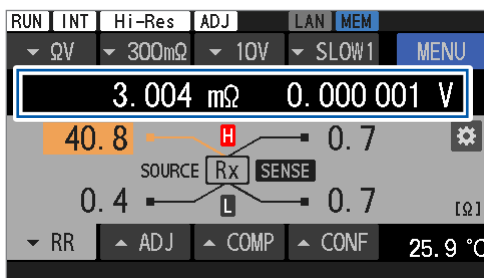 RUN INT Hi-Res ADJ LAN MEM
ΩV 300mΩ 10V SLOW1 MENU
3.004 mΩ 0.000 001 V
40.8 H 0.7
SOURCE Rx SENSE
0.4 L 0.7 [Ω]
RR ADJ COMP CONF 25.9 °C